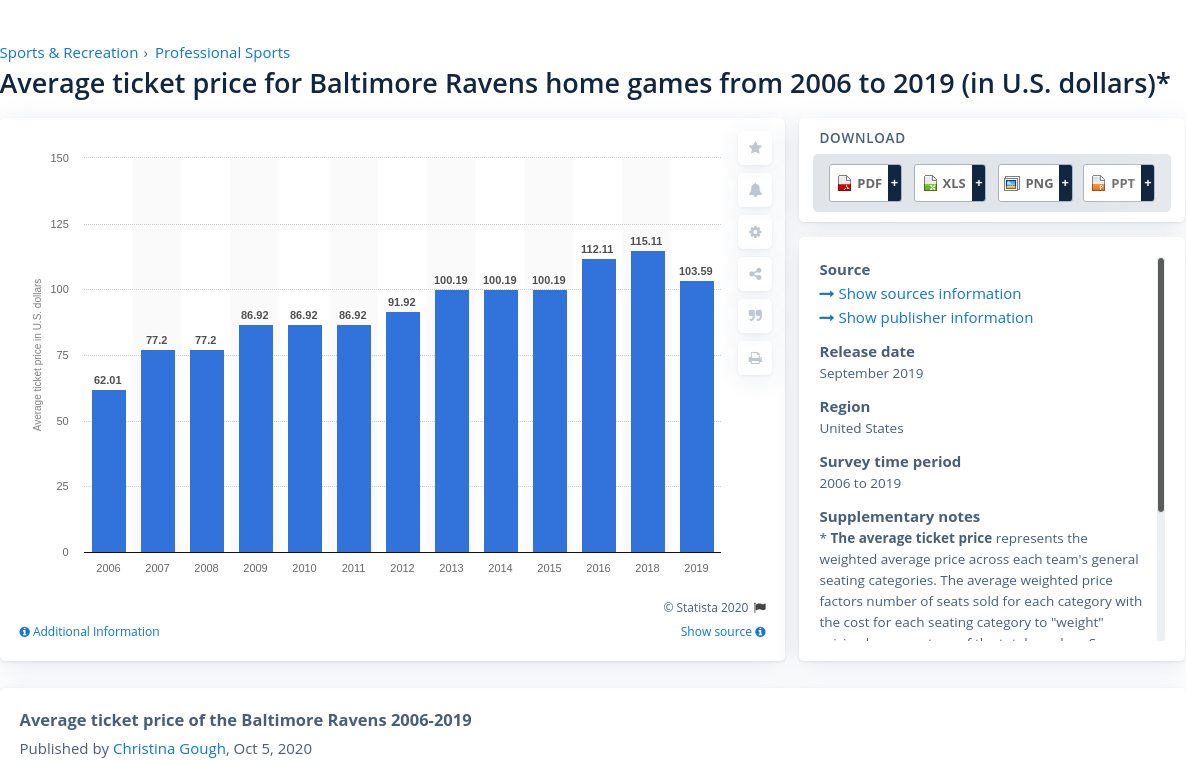 Sports & Recreation › Professional Sports
Average ticket price for Baltimore Ravens home games from 2006 to 2019 (in U.S. dollars)*
150
125
100
75
50
25
0
Average ticket price in U.S. dollars
62.01
77.2
77.2
86.92
86.92
86.92
91.92
100.19
100.19
100.19
112.11
115.11
103.59
2006 2007 2008 2009 2010 2011 2012 2013 2014 2015 2016 2018 2019
© Statista 2020
Additional Information
Show source
DOWNLOAD
PDF + XLS + PNG + PPT +
Source
Show sources information
Show publisher information
Release date
September 2019
Region
United States
Survey time period
2006 to 2019
Supplementary notes
* The average ticket price represents the
weighted average price across each team's general
seating categories. The average weighted price
factors number of seats sold for each category with
the cost for each seating category to "weight"
Average ticket price of the Baltimore Ravens 2006-2019
Published by Christina Gough, Oct 5, 2020